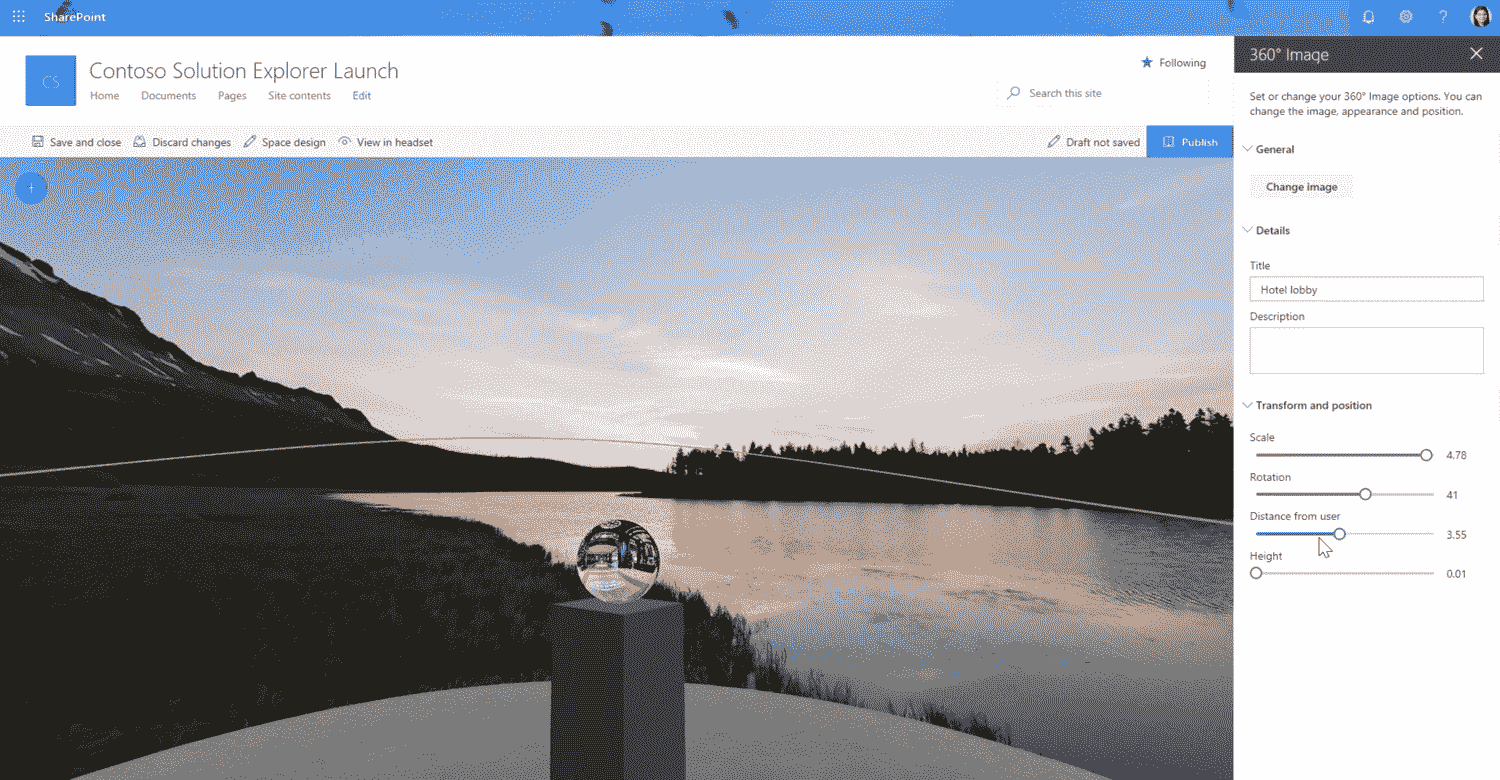 SharePoint
?
CS
Contoso Solution Explorer Launch
Home Documents Pages Site contents Edit
Following
Search this site
Save and close Discard changes Space design View in headset
Draft not saved Publish
360° Image
Set or change your 360° Image options. You can
change the image, appearance and position.
General
Change image
Details
Title
Hotel lobby
Description
Transform and position
Scale
4.78
Rotation
41
Distance from user
3.55
Height
0.01